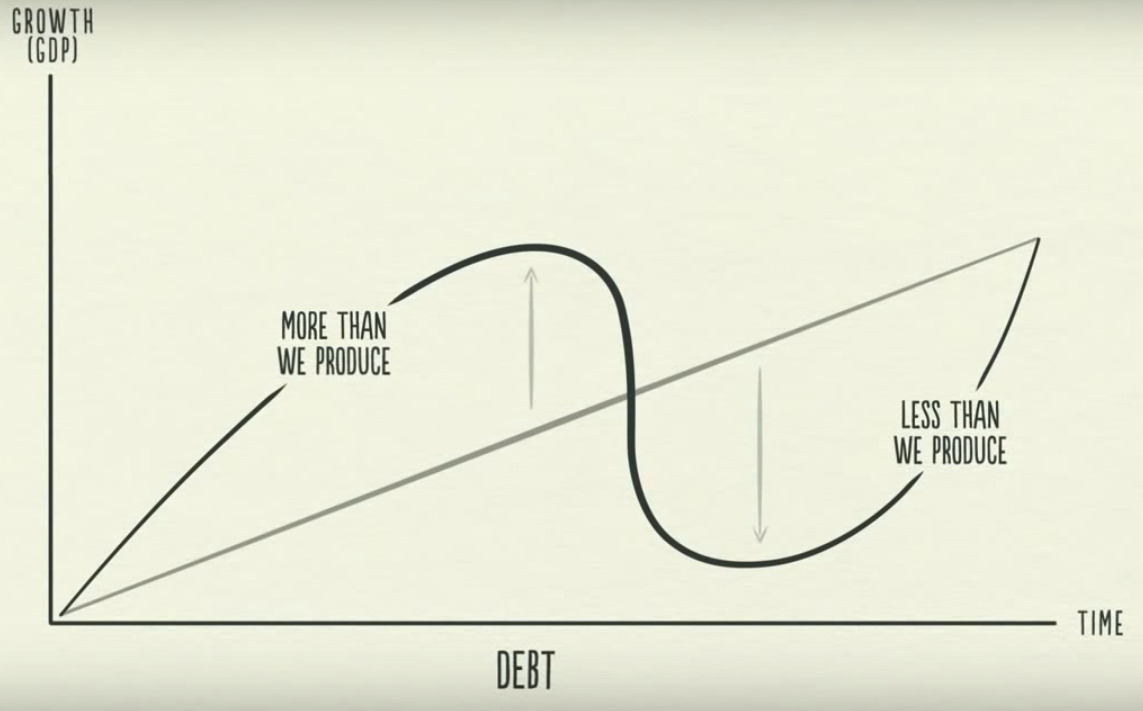 GROWTH
(GDP)
MORE THAN
WE PRODUCE
LESS THAN
WE PRODUCE
TIME
DEBT